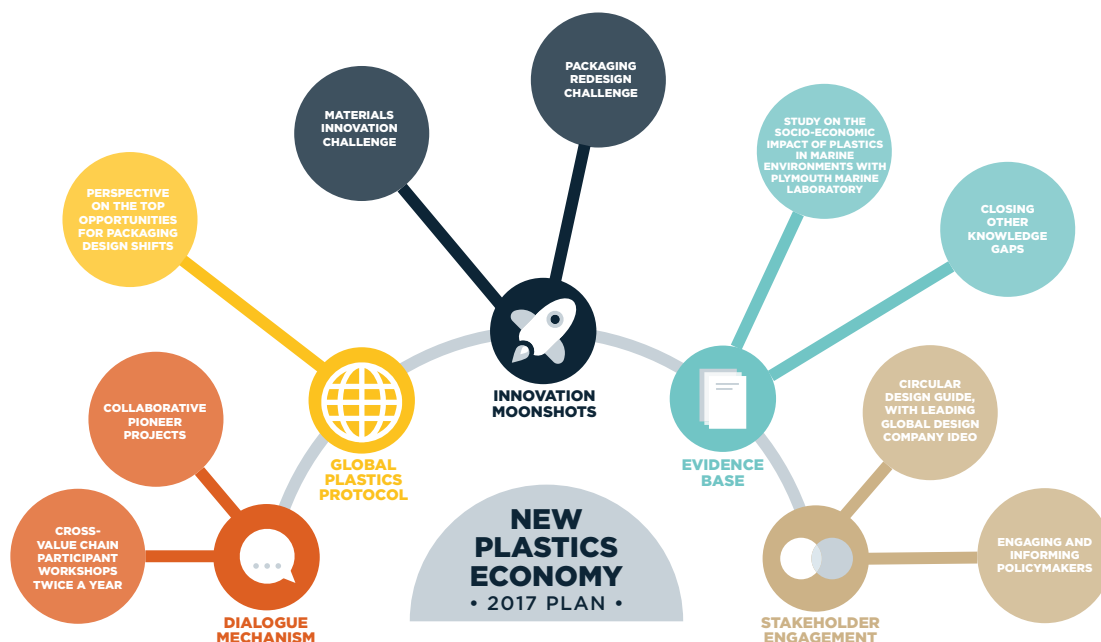 PACKAGING
REDESIGN
CHALLENGE
MATERIALS
INNOVATION
CHALLENGE
STUDY ON THE
SOCIO-ECONOMIC
IMPACT OF PLASTICS
IN MARINE
ENVIRONMENTS WITH
PLYMOUTH MARINE
LABORATORY
PERSPECTIVE
ON THE TOP
OPPORTUNITIES
FOR PACKAGING
DESIGN SHIFTS
CLOSING
OTHER
KNOWLEDGE
GAPS
INNOVATION
MOONSHOTS
COLLABORATIVE
PIONEER
PROJECTS
CIRCULAR
DESIGN GUIDE,
WITH LEADING
GLOBAL DESIGN
COMPANY IDEO
GLOBAL
PLASTICS
PROTOCOL
EVIDENCE
BASE
CROSS-
VALUE CHAIN
PARTICIPANT
WORKSHOPS
TWICE A YEAR
NEW
PLASTICS
ECONOMY
• 2017 PLAN •
ENGAGING AND
INFORMING
POLICYMAKERS
DIALOGUE
MECHANISM
STAKEHOLDER
ENGAGEMENT